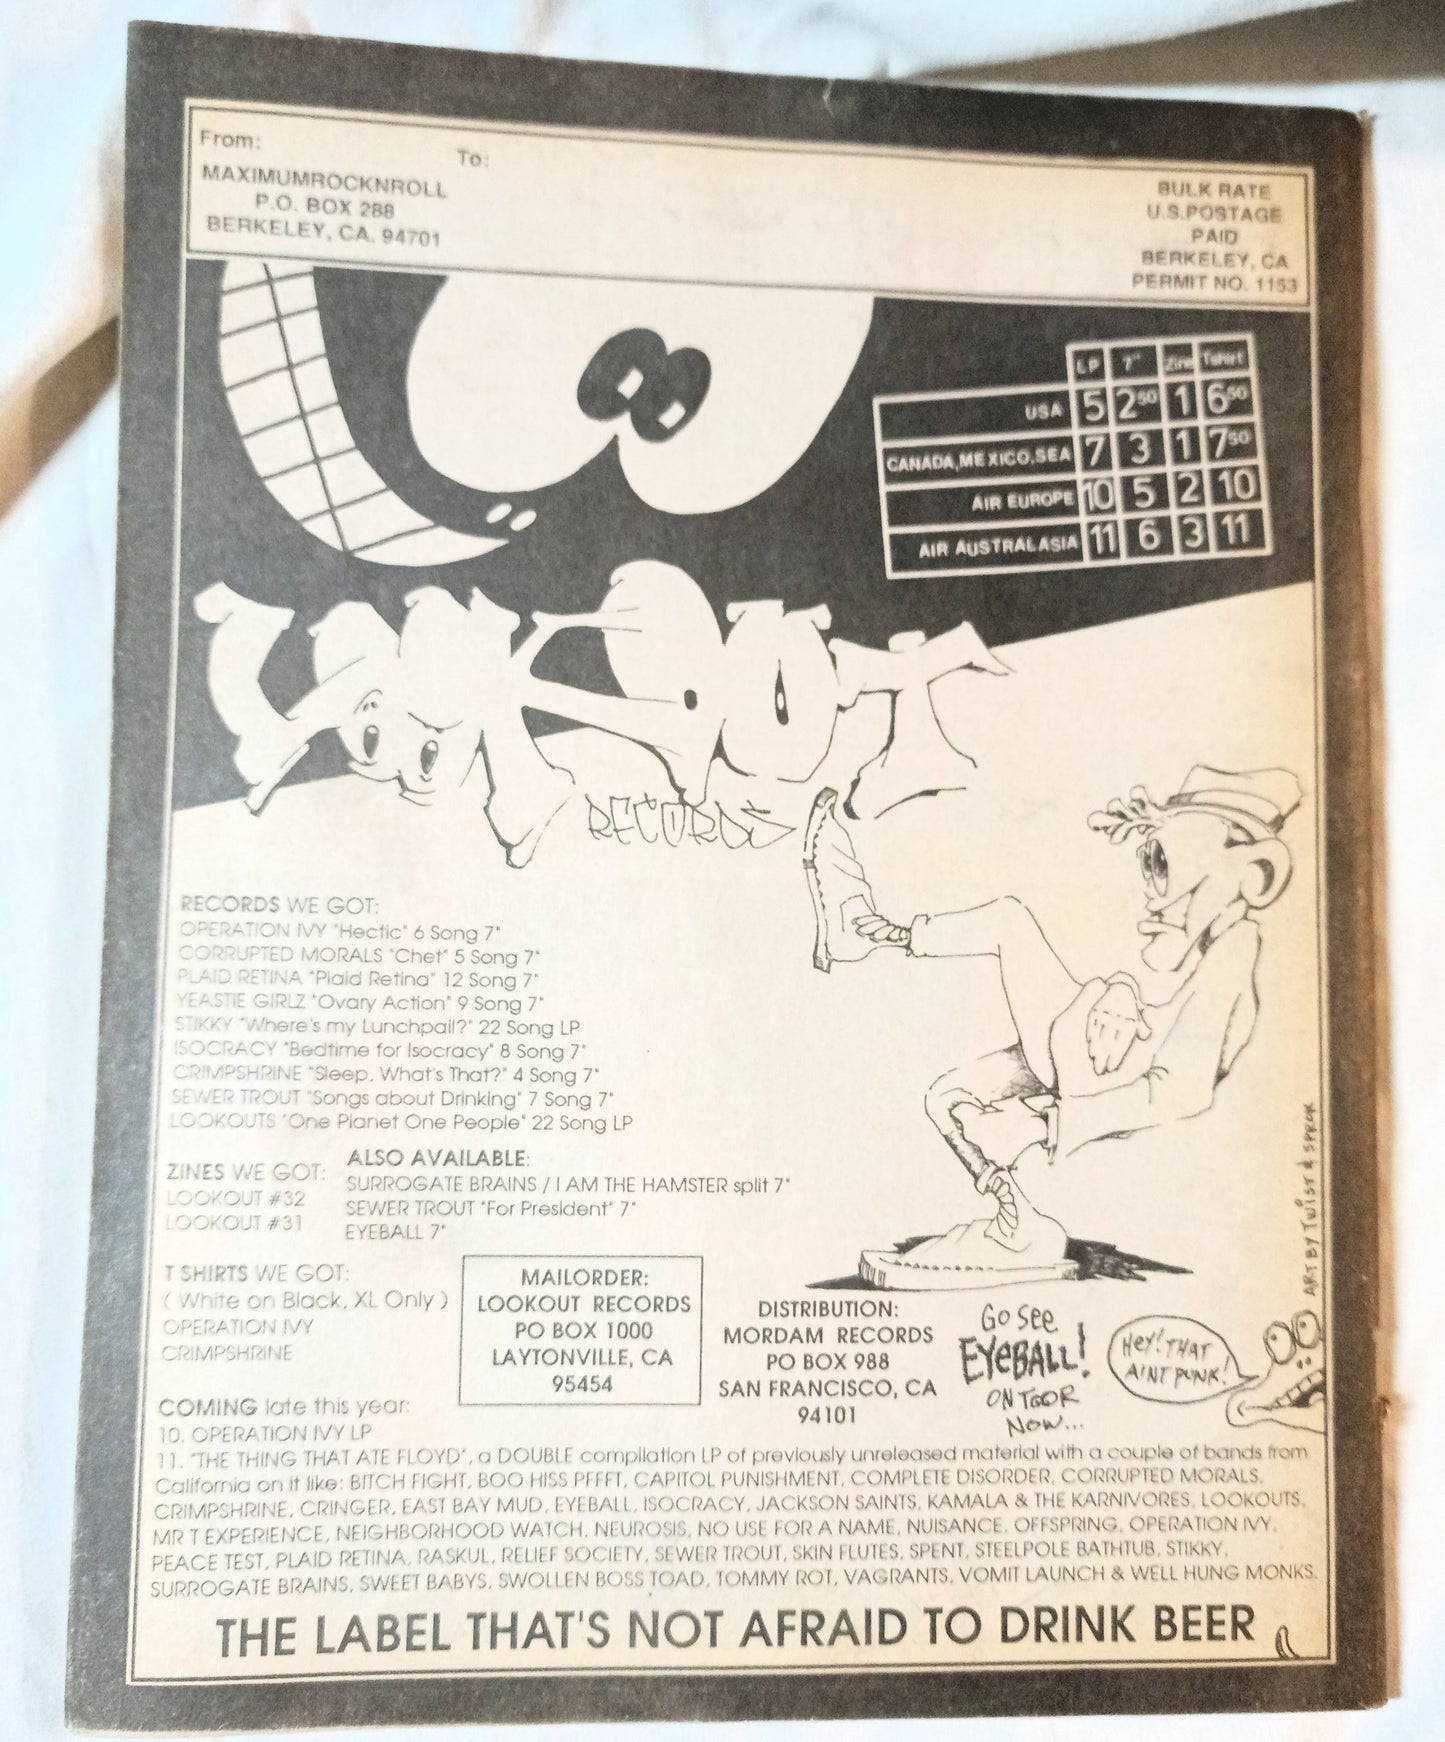 From:
MAXIMUMROCKNROLL
P.O. BOX 288
BERKELEY, CA. 94701
To:
BULK RATE
U.S.POSTAGE
PAID
BERKELEY, CA
PERMIT NO. 1153
LP 7" Zine Tshirt
USA 5 2⁵⁰ 1 6⁵⁰
CANADA,MEXICO,SEA 7 3 1 7⁵⁰
AIR EUROPE 10 5 2 10
AIR AUSTRALASIA 11 6 3 11
LOOKOUT
RECORDS
RECORDS WE GOT:
OPERATION IVY "Hectic" 6 Song 7"
CORRUPTED MORALS "Chet" 5 Song 7"
PLAID RETINA "Plaid Retina" 12 Song 7"
YEASTIE GIRLZ "Ovary Action" 9 Song 7"
STIKKY "Where's my Lunchpail?" 22 Song LP
ISOCRACY "Bedtime for Isocracy" 8 Song 7"
CRIMPSHRINE "Sleep, What's That?" 4 Song 7"
SEWER TROUT "Songs about Drinking" 7 Song 7"
LOOKOUTS "One Planet One People" 22 Song LP
ZINES WE GOT:
LOOKOUT #32
LOOKOUT #31
ALSO AVAILABLE:
SURROGATE BRAINS / I AM THE HAMSTER split 7"
SEWER TROUT "For President" 7"
EYEBALL 7"
T SHIRTS WE GOT:
( White on Black, XL Only )
OPERATION IVY
CRIMPSHRINE
MAILORDER:
LOOKOUT RECORDS
PO BOX 1000
LAYTONVILLE, CA
95454
DISTRIBUTION:
MORDAM RECORDS
PO BOX 988
SAN FRANCISCO, CA
94101
GO SEE
EYEBALL!
ON TOOR
NOW...
HEY! THAT
AINT PUNK!
ART BY TWIST & SPRCK
COMING late this year:
10. OPERATION IVY LP
11. "THE THING THAT ATE FLOYD", a DOUBLE compilation LP of previously unreleased material with a couple of bands from
California on it like: BITCH FIGHT, BOO HISS PFFFT, CAPITOL PUNISHMENT, COMPLETE DISORDER, CORRUPTED MORALS,
CRIMPSHRINE, CRINGER, EAST BAY MUD, EYEBALL, ISOCRACY, JACKSON SAINTS, KAMALA & THE KARNIVORES, LOOKOUTS,
MR T EXPERIENCE, NEIGHBORHOOD WATCH, NEUROSIS, NO USE FOR A NAME, NUISANCE, OFFSPRING, OPERATION IVY,
PEACE TEST, PLAID RETINA, RASKUL, RELIEF SOCIETY, SEWER TROUT, SKIN FLUTES, SPENT, STEELPOLE BATHTUB, STIKKY,
SURROGATE BRAINS, SWEET BABYS, SWOLLEN BOSS TOAD, TOMMY ROT, VAGRANTS, VOMIT LAUNCH & WELL HUNG MONKS.
THE LABEL THAT'S NOT AFRAID TO DRINK BEER